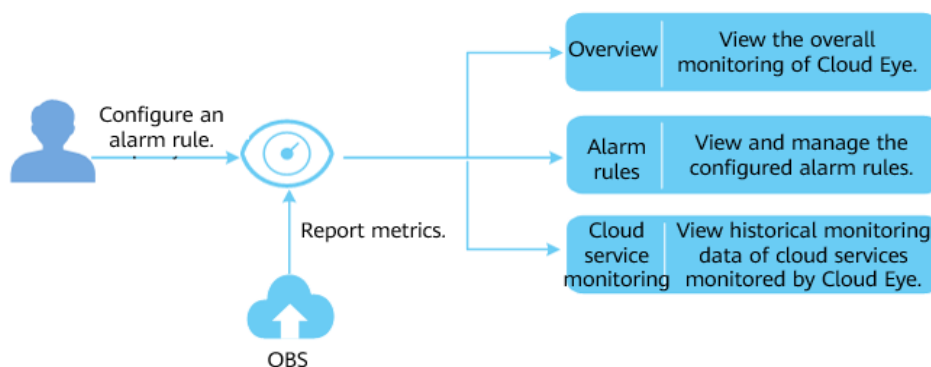 Configure an
alarm rule.
Report metrics.
OBS
Overview
View the overall
monitoring of Cloud Eye.
Alarm
rules
View and manage the
configured alarm rules.
Cloud
service
monitoring
View historical monitoring
data of cloud services
monitored by Cloud Eye.